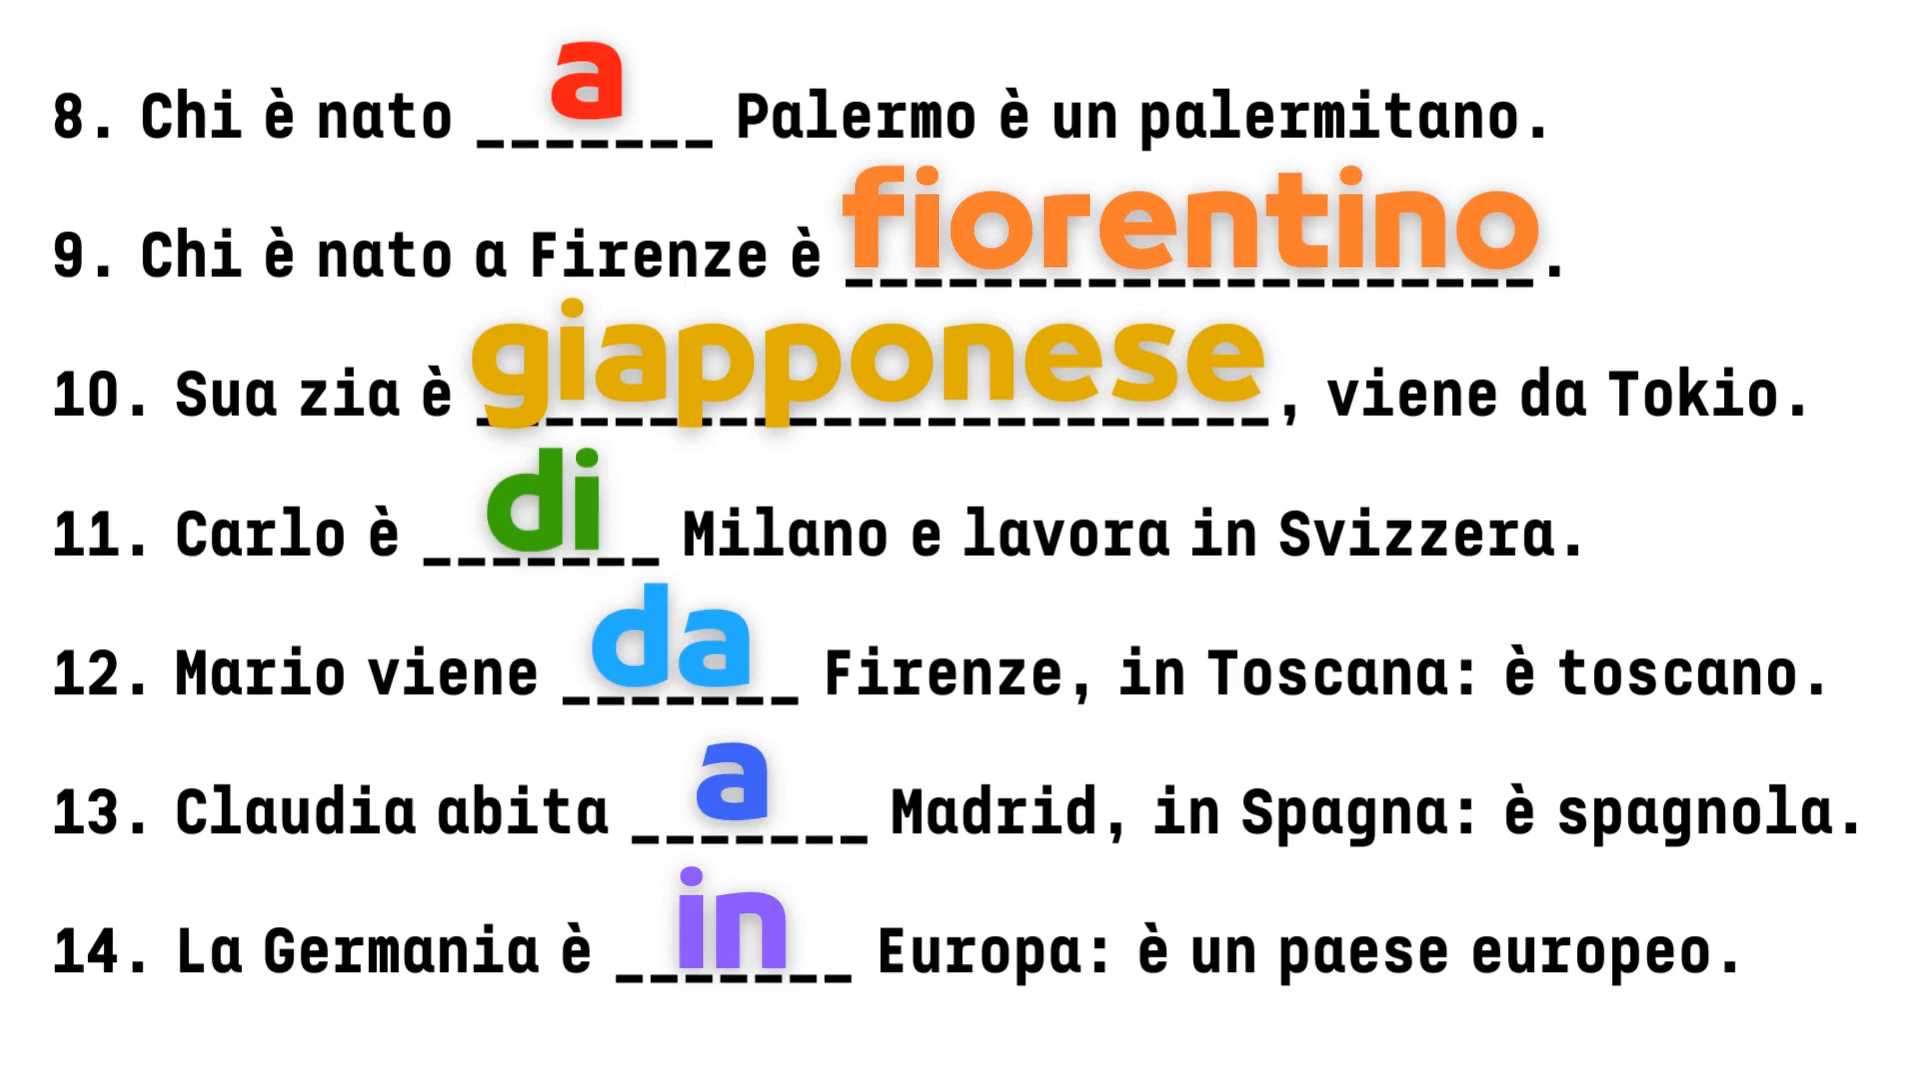 8. Chi è nato a Palermo è un palermitano.
9. Chi è nato a Firenze è fiorentino.
10. Sua zia è giapponese, viene da Tokio.
11. Carlo è di Milano e lavora in Svizzera.
12. Mario viene da Firenze, in Toscana: è toscano.
13. Claudia abita a Madrid, in Spagna: è spagnola.
14. La Germania è in Europa: è un paese europeo.